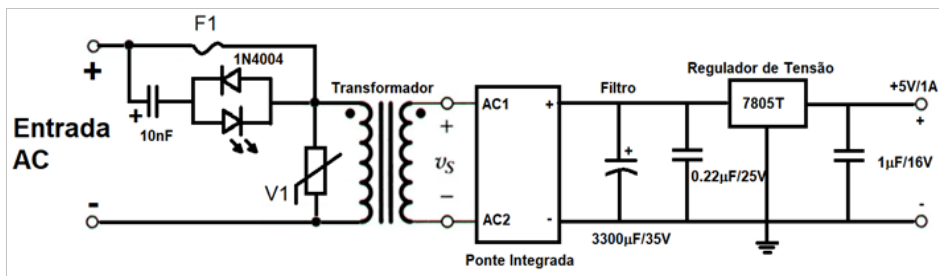 F1
1N4004
+
+
10nF
Entrada
AC
-
V1
Transformador
+
vS
-
AC1
+
AC2
-
Ponte Integrada
Filtro
+
3300µF/35V
0.22µF/25V
Regulador de Tensão
7805T
+5V/1A
+
1µF/16V
-